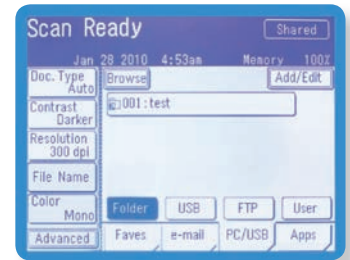 Scan Ready
Shared
Jan 28 2010 4:53am Memory 100%
Doc. Type
Auto
Browse
Add/Edit
001:test
Contrast
Darker
Resolution
300 dpi
File Name
Color
Mono
Folder
USB
FTP
User
Advanced
Faves
e-mail
PC/USB
Apps